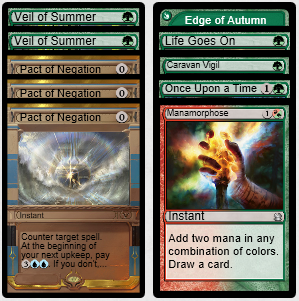 Veil of Summer
Veil of Summer
Pact of Negation 0
Pact of Negation 0
Pact of Negation 0
Instant
Counter target spell.
At the beginning of
your next upkeep, pay
3UU. If you don't....
Edge of Autumn
Life Goes On
Caravan Vigil
Once Upon a Time 1
Manamorphose 1
Instant
Add two mana in any
combination of colors.
Draw a card.